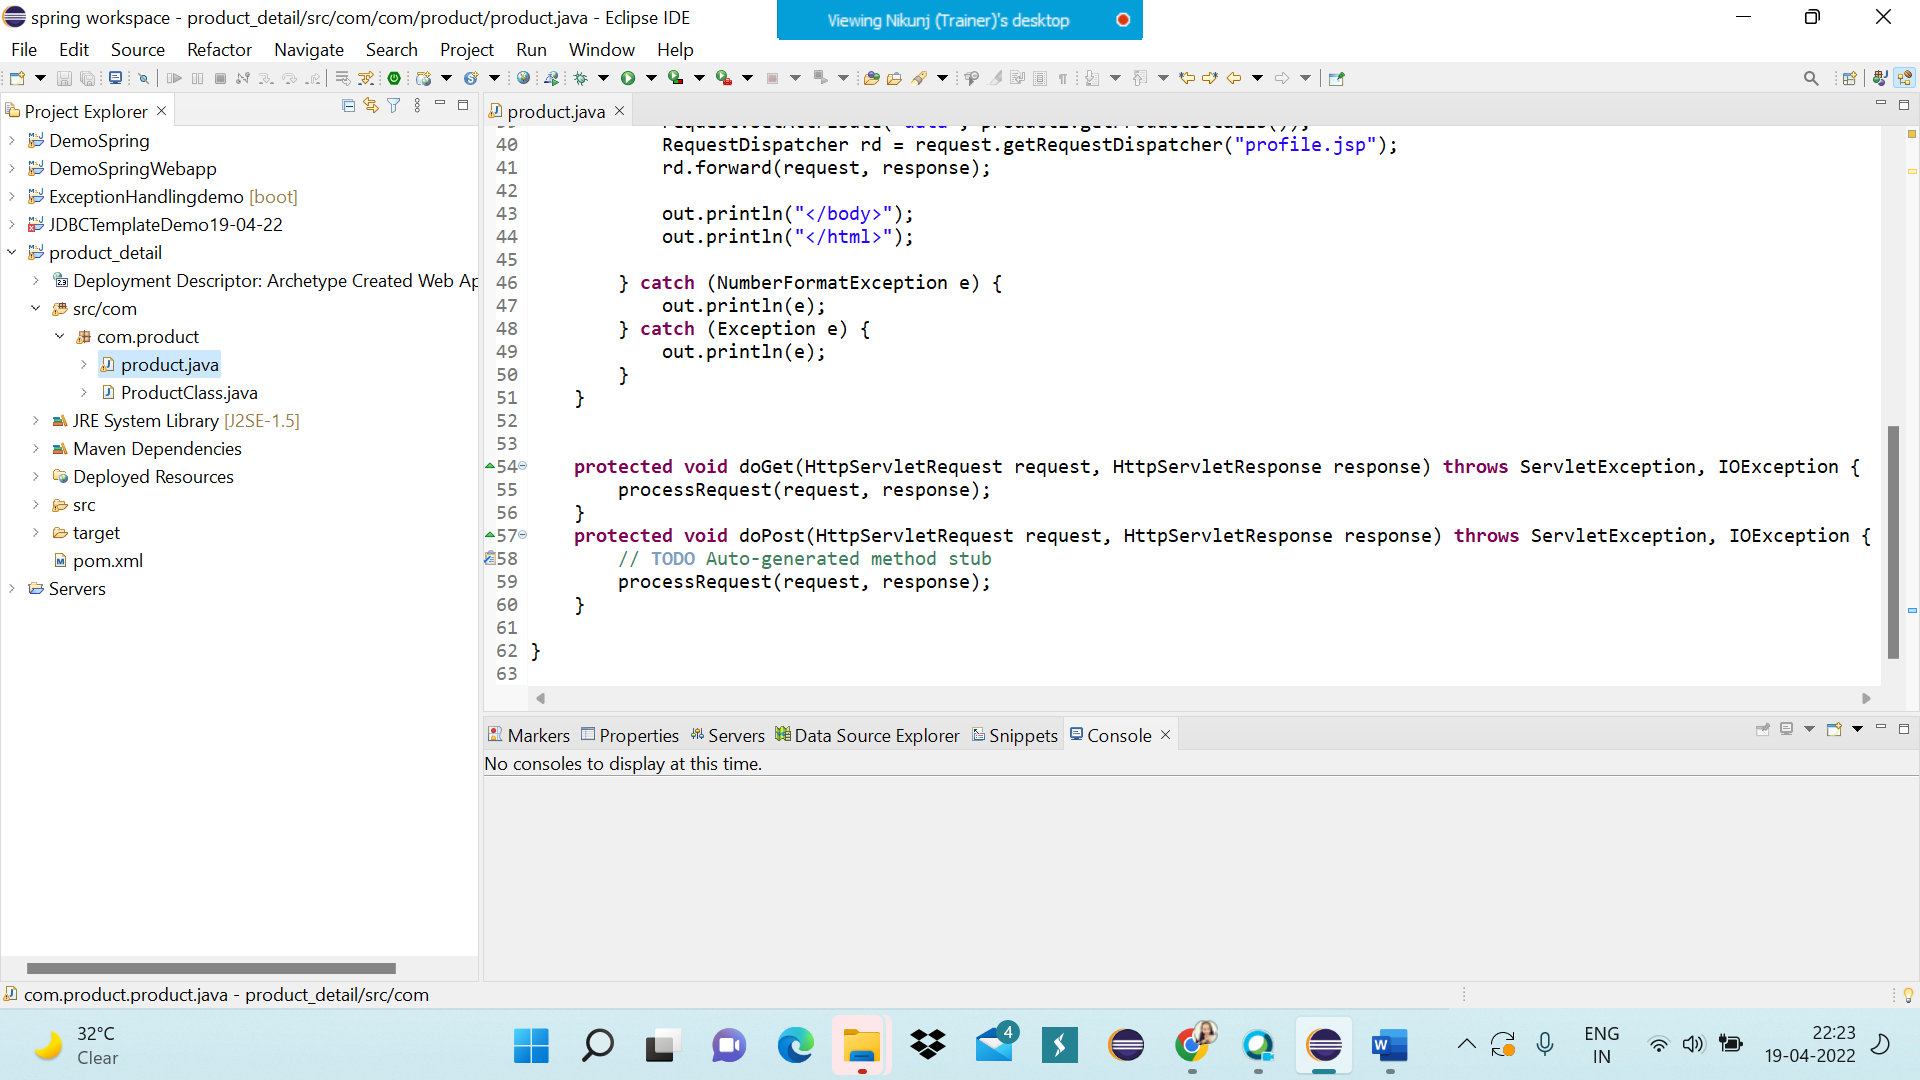 spring workspace - product_detail/src/com/com/product/product.java - Eclipse IDE
Viewing Nikunj (Trainer)'s desktop
File Edit Source Refactor Navigate Search Project Run Window Help
Project Explorer
DemoSpring
DemoSpringWebapp
ExceptionHandlingdemo [boot]
JDBCTemplateDemo19-04-22
product_detail
Deployment Descriptor: Archetype Created Web Ap
src/com
com.product
product.java
ProductClass.java
JRE System Library [J2SE-1.5]
Maven Dependencies
Deployed Resources
src
target
pom.xml
Servers
product.java
40 RequestDispatcher rd = request.getRequestDispatcher("profile.jsp");
41 rd.forward(request, response);
42
43 out.println("</body>");
44 out.println("</html>");
45
46 } catch (NumberFormatException e) {
47 out.println(e);
48 } catch (Exception e) {
49 out.println(e);
50 }
51 }
52
53
54 protected void doGet(HttpServletRequest request, HttpServletResponse response) throws ServletException, IOException {
55 processRequest(request, response);
56 }
57 protected void doPost(HttpServletRequest request, HttpServletResponse response) throws ServletException, IOException {
58 // TODO Auto-generated method stub
59 processRequest(request, response);
60 }
61
62 }
63
Markers Properties Servers Data Source Explorer Snippets Console
No consoles to display at this time.
com.product.product.java - product_detail/src/com
32°C
Clear
4
ENG
IN
22:23
19-04-2022